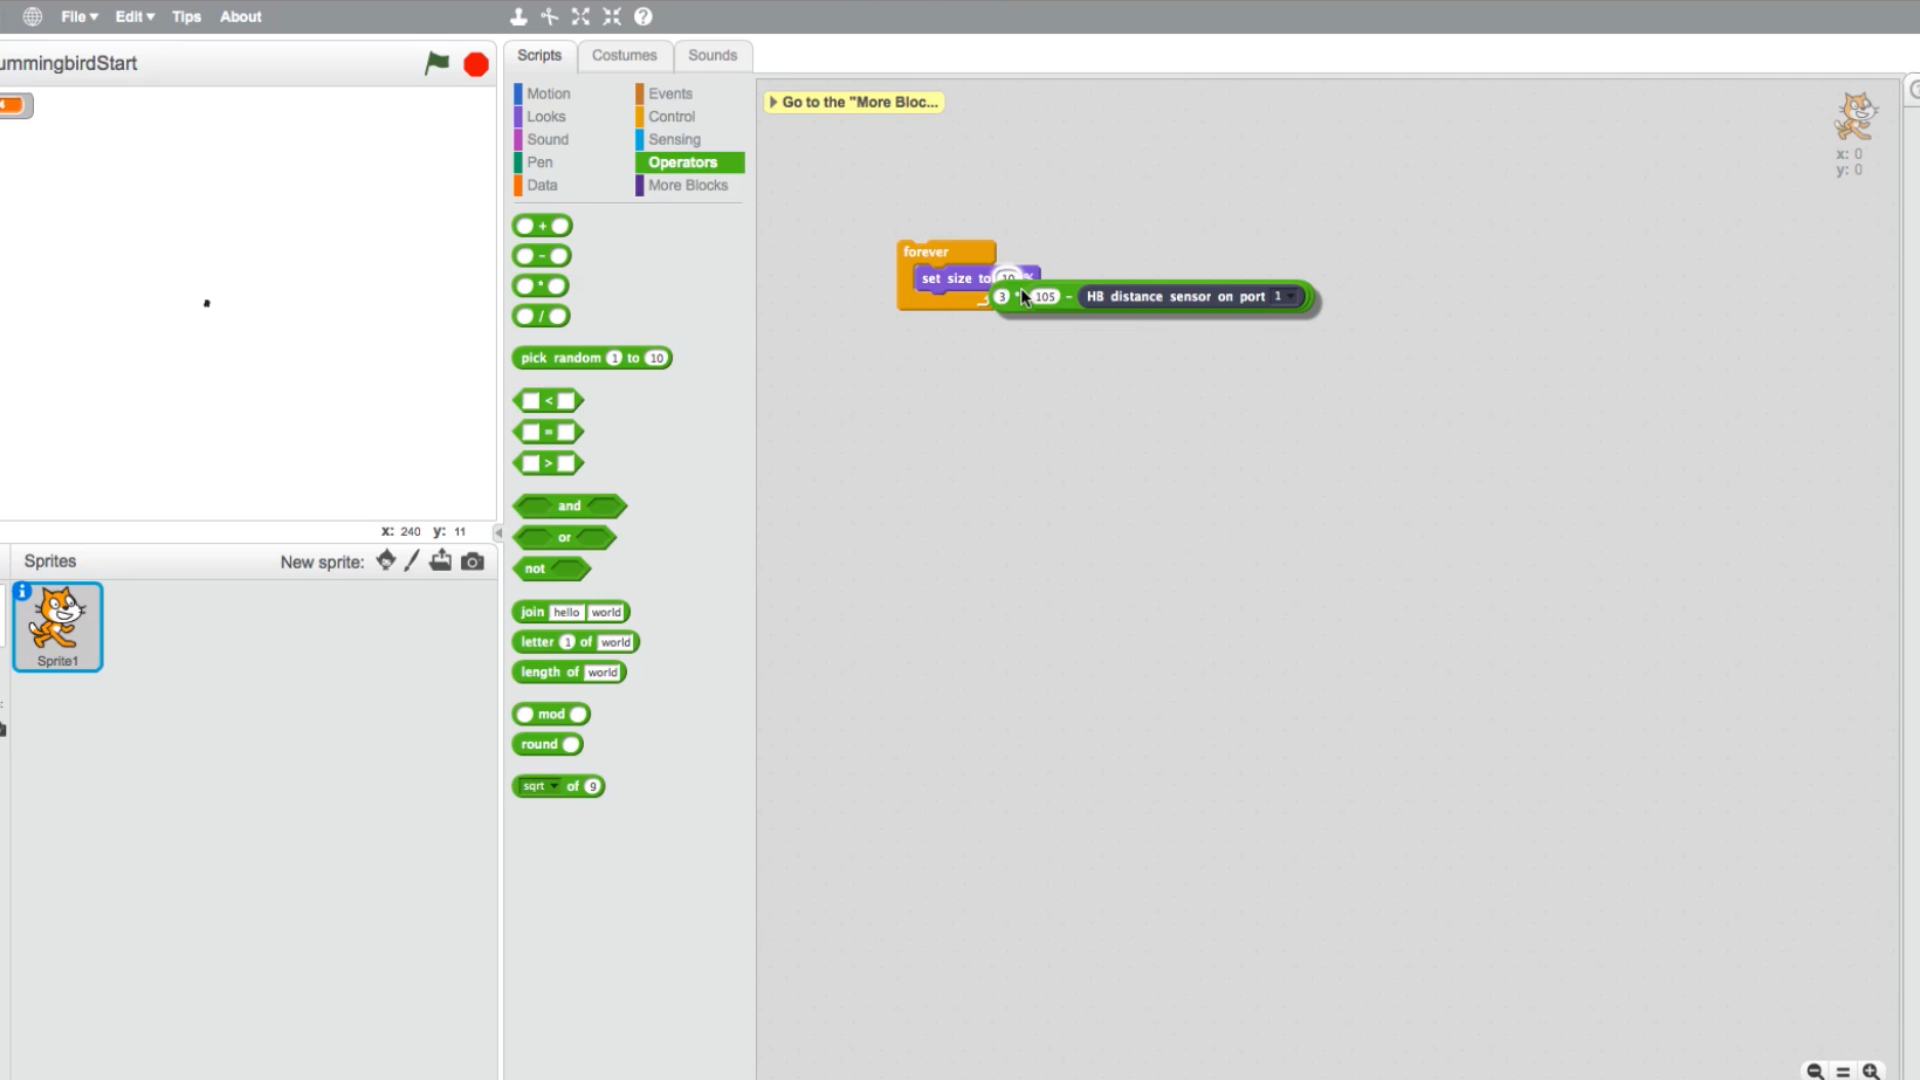 File Edit Tips About
ummingbirdStart
Scripts Costumes Sounds
Motion Events
Looks Control
Sound Sensing
Pen Operators
Data More Blocks
+
-
*
/
pick random 1 to 10
<
=
>
and
or
not
join hello world
letter 1 of world
length of world
mod
round
sqrt of 9
Go to the "More Bloc...
x: 0
y: 0
forever
set size to 10 %
3 * 105 - HB distance sensor on port 1
x: 240 y: 11
Sprites New sprite:
Sprite1